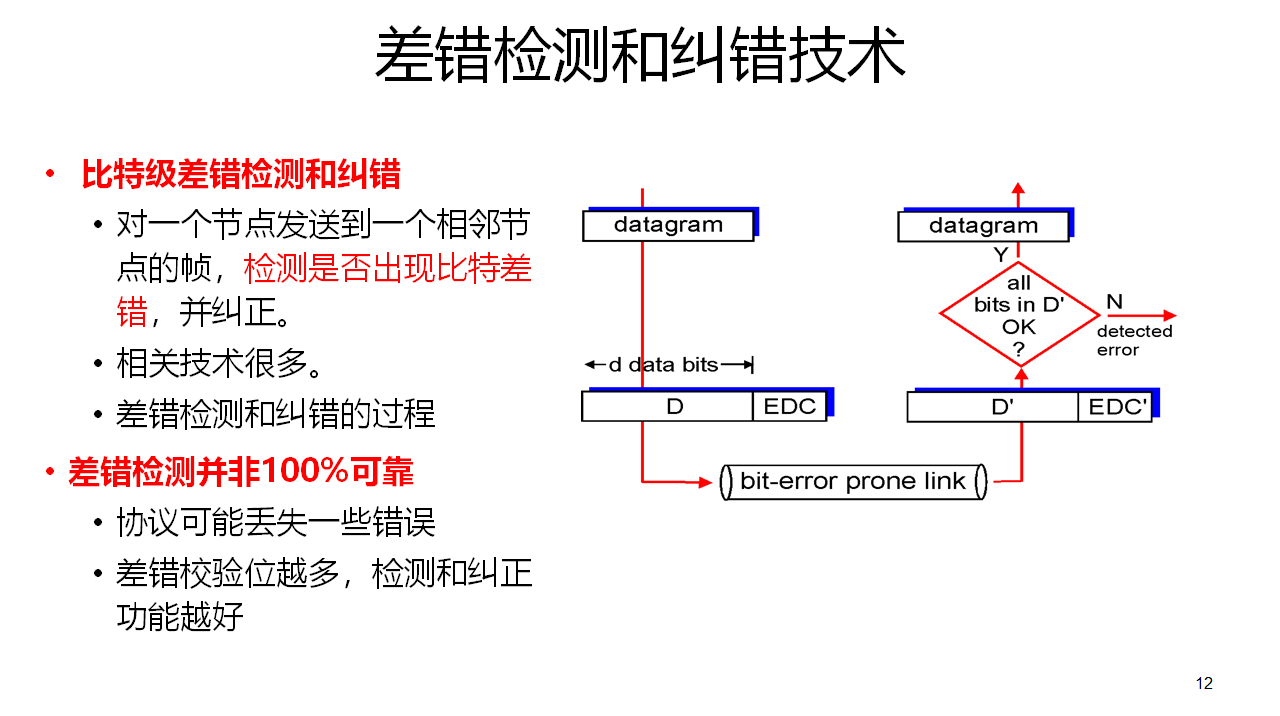 差错检测和纠错技术
• 比特级差错检测和纠错
• 对一个节点发送到一个相邻节
点的帧，检测是否出现比特差
错，并纠正。
• 相关技术很多。
• 差错检测和纠错的过程
• 差错检测并非100%可靠
• 协议可能丢失一些错误
• 差错校验位越多，检测和纠正
功能越好
datagram
d data bits
D
EDC
bit-error prone link
datagram
Y
all
bits in D'
OK
?
N
detected
error
D'
EDC'
12